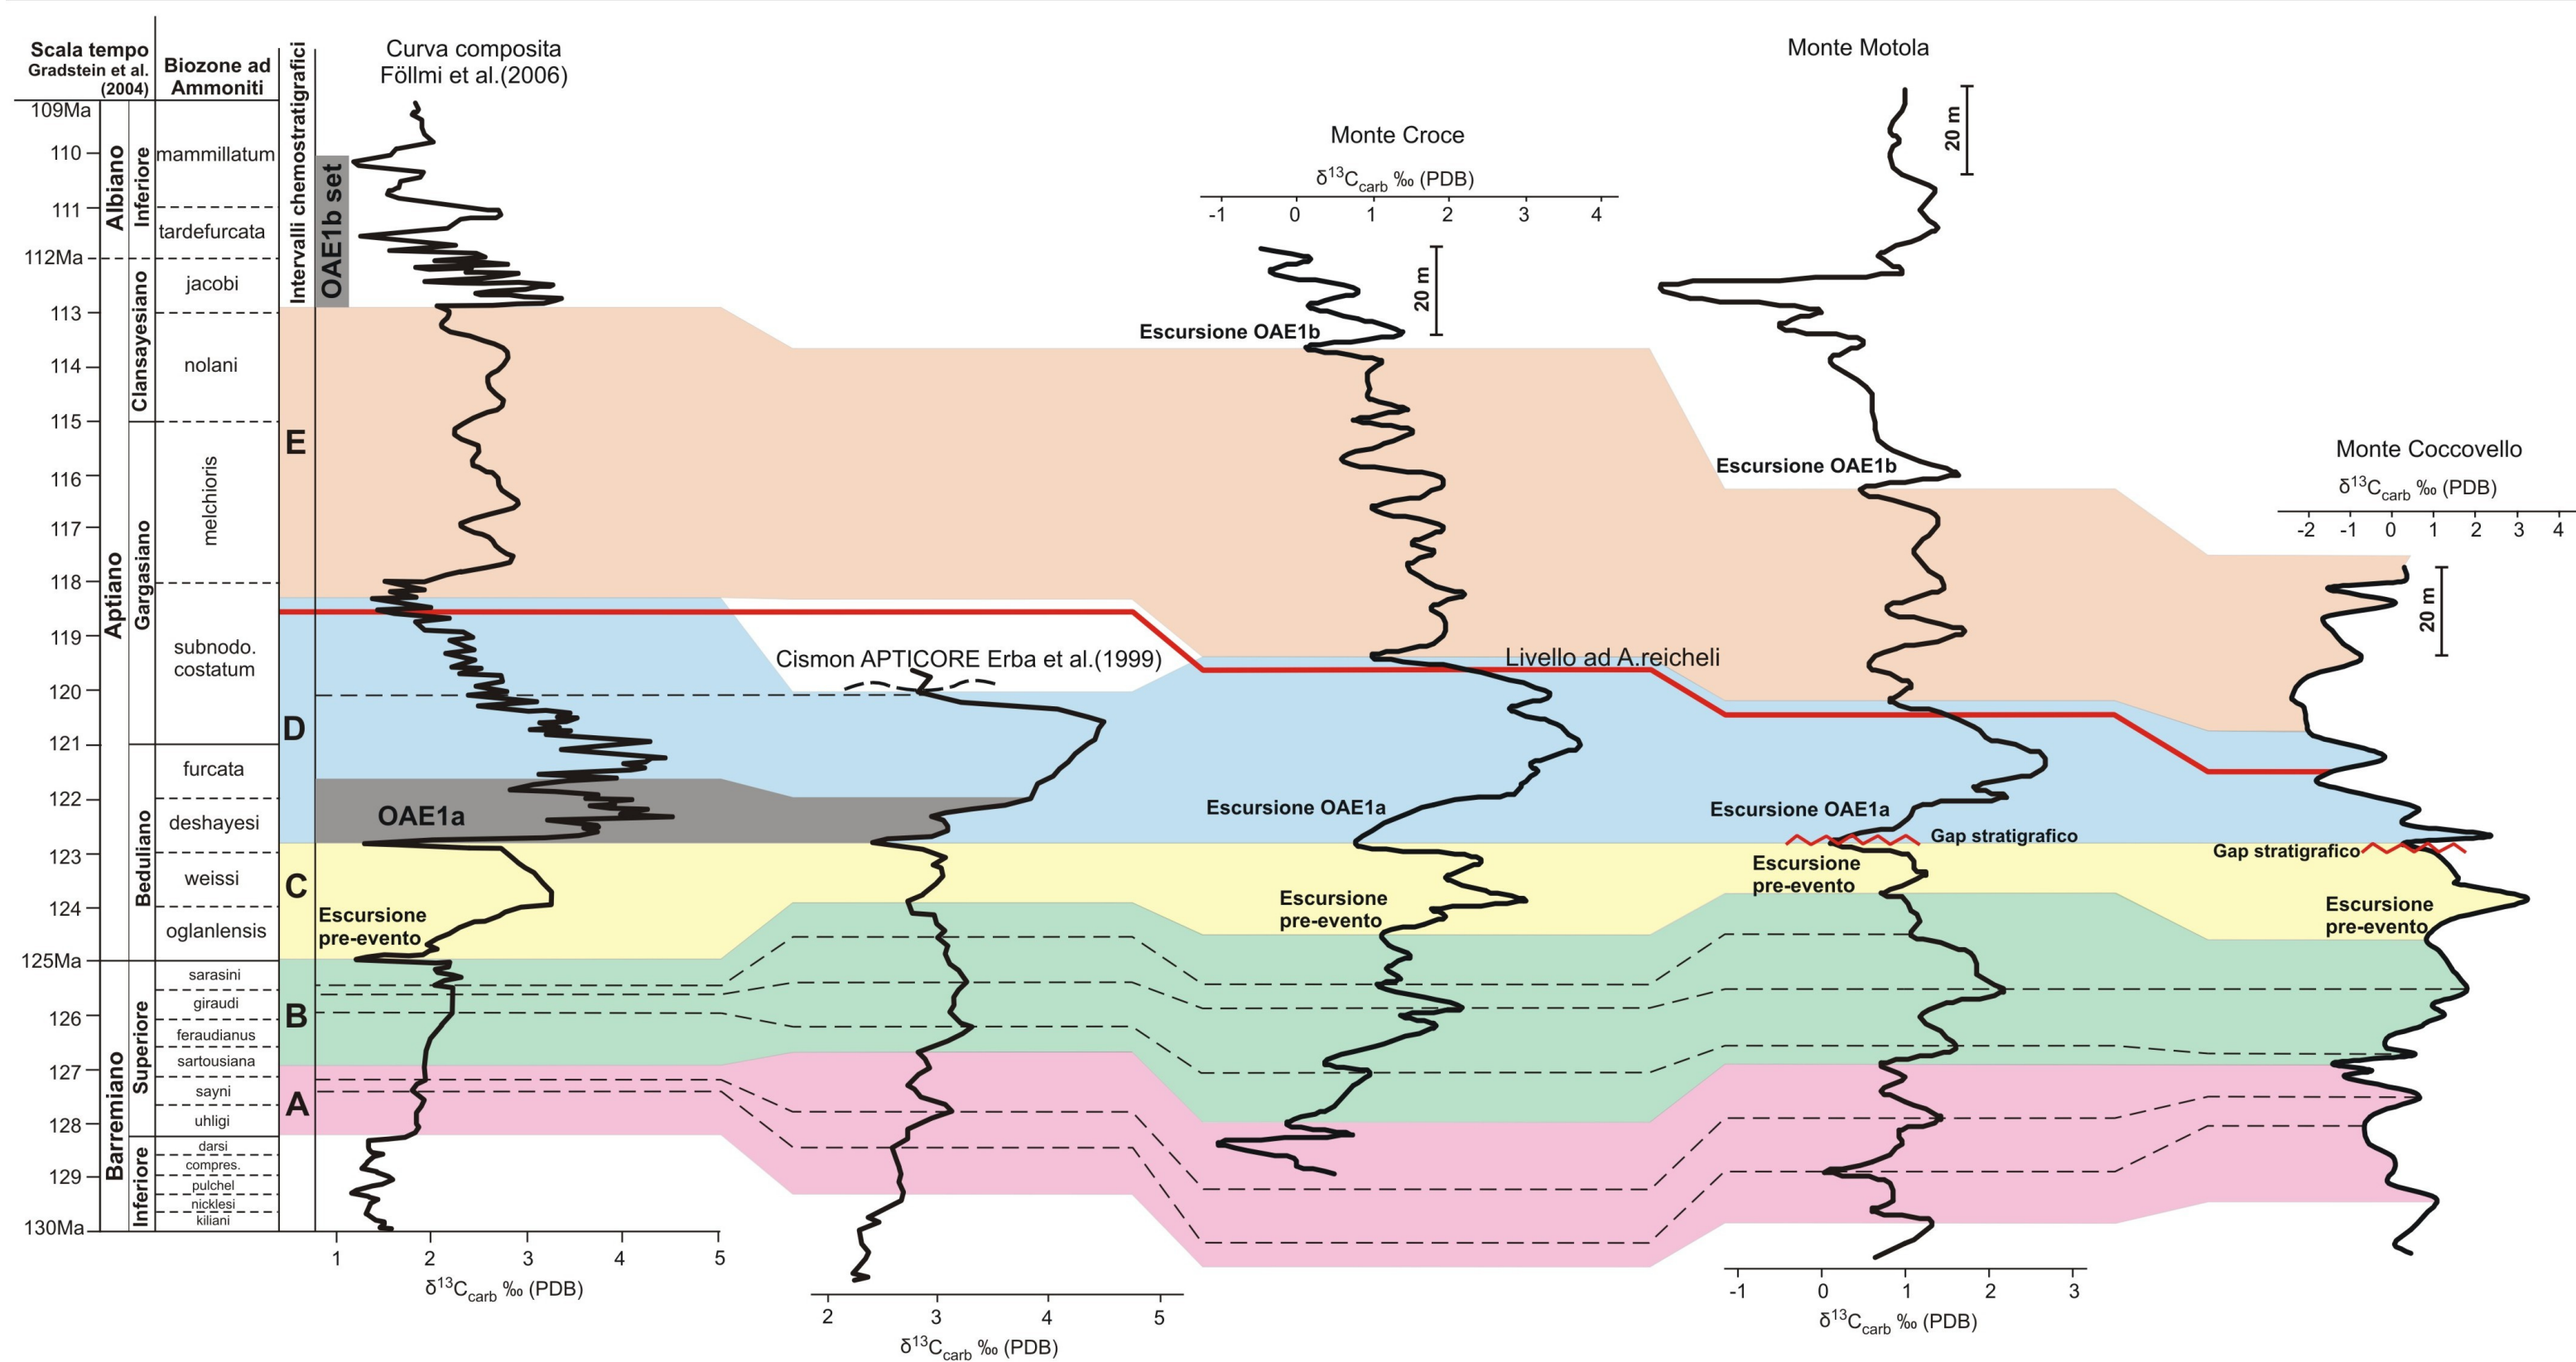 Scala tempo
Gradstein et al.
(2004)
Biozone ad
Ammoniti
Intervalli chemostratigrafici
Curva composita
Föllmi et al.(2006)
109Ma
110
111
112Ma
113
114
115
116
117
118
119
120
121
122
123
124
125Ma
126
127
128
129
130Ma
Albiano
Aptiano
Barremiano
Inferiore
Clansayesiano
Gargasiano
Beduliano
Superiore
Inferiore
mammillatum
tardefurcata
jacobi
nolani
melchioris
subnodo.
costatum
furcata
deshayesi
weissi
oglanlensis
sarasini
giraudi
feraudianus
sartousiana
sayni
uhligi
darsi
compres.
pulchel
nicklesi
kiliani
E
D
C
B
A
OAE1b set
OAE1a
Escursione
pre-evento
1 2 3 4 5
δ13Ccarb ‰ (PDB)
Cismon APTICORE Erba et al.(1999)
2 3 4 5
δ13Ccarb ‰ (PDB)
Monte Croce
δ13Ccarb ‰ (PDB)
-1 0 1 2 3 4
20 m
Escursione OAE1b
Livello ad A.reicheli
Escursione OAE1a
Escursione
pre-evento
Monte Motola
20 m
Escursione OAE1b
Escursione OAE1a
Gap stratigrafico
Escursione
pre-evento
-1 0 1 2 3
δ13Ccarb ‰ (PDB)
Monte Coccovello
δ13Ccarb ‰ (PDB)
-2 -1 0 1 2 3 4
20 m
Gap stratigrafico
Escursione
pre-evento